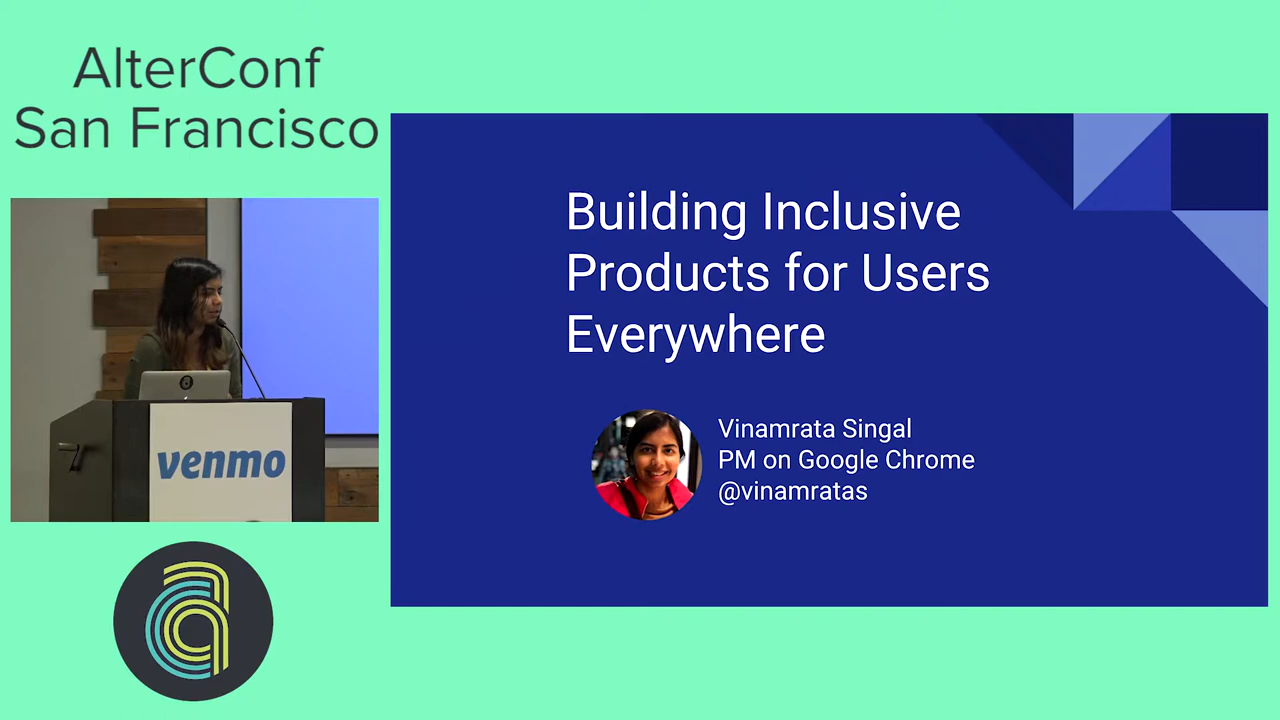 AlterConf
San Francisco
venmo
Building Inclusive
Products for Users
Everywhere
Vinamrata Singal
PM on Google Chrome
@vinamratas